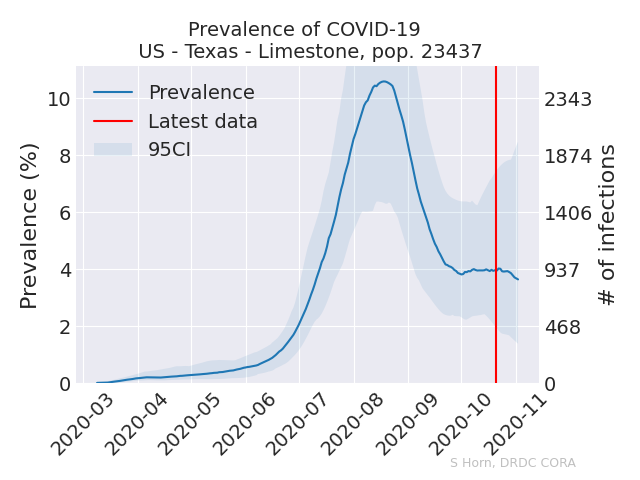 Prevalence of COVID-19
US - Texas - Limestone, pop. 23437
Prevalence
Latest data
95CI
Prevalence (%)
10
8
6
4
2
0
2343
1874
1406
937
468
0
# of infections
2020-03
2020-04
2020-05
2020-06
2020-07
2020-08
2020-09
2020-10
2020-11
S Horn, DRDC CORA